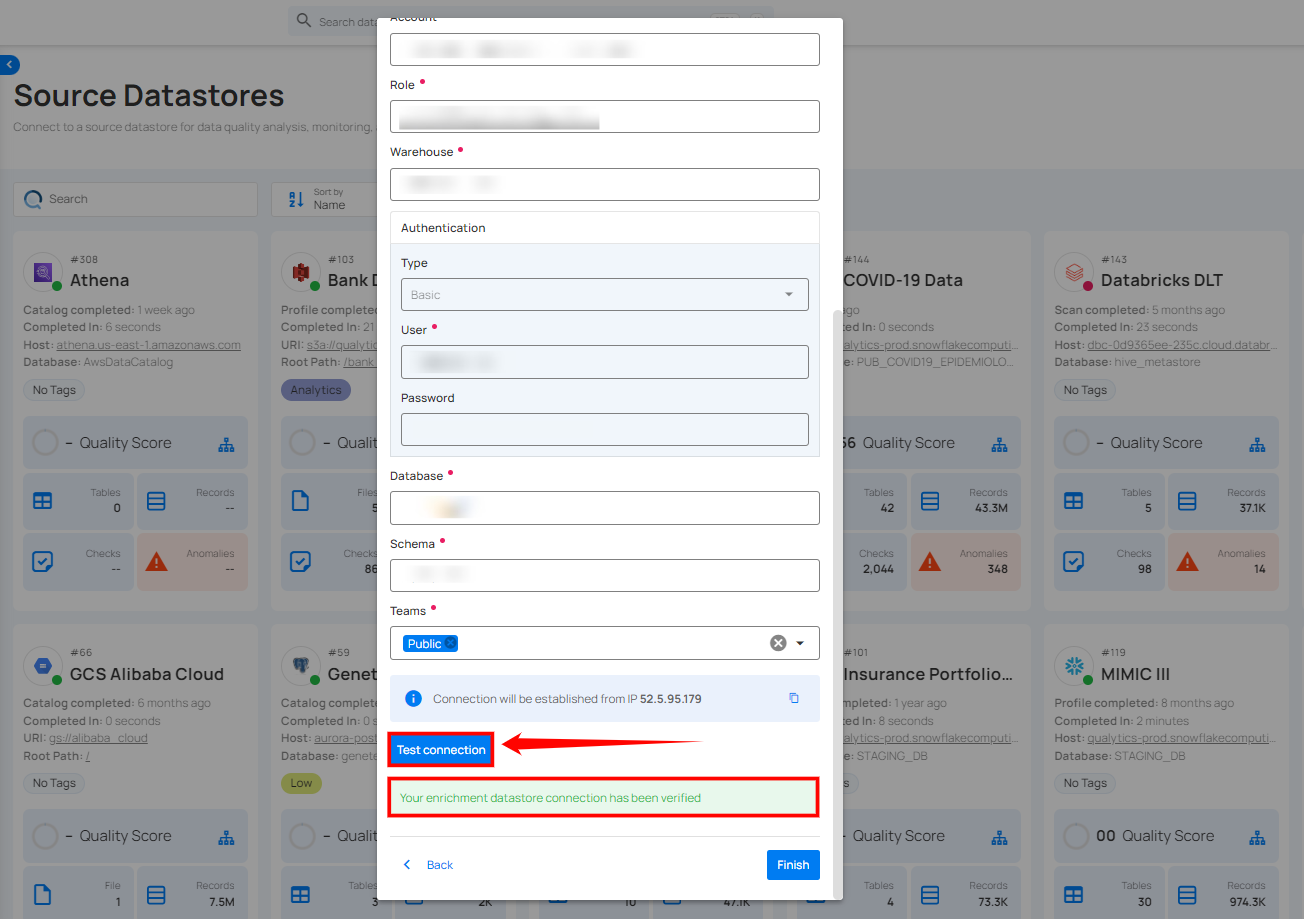 Search data
Source Datastores
Connect to a source datastore for data quality analysis, monitoring,
Search
Sort by
Name
#308
Athena
Catalog completed: 1 week ago
Completed In: 6 seconds
Host: athena.us-east-1.amazonaws.com
Database: AwsDataCatalog
No Tags
– Quality Score
Tables
0
Records
--
Checks
--
Anomalies
--
#103
Bank D
Profile complete
Completed In: 21
URI: s3a://qualytic
Root Path: /bank.
Analytics
– Qualit
Files
5
Checks
86
Account
Role
Warehouse
Authentication
Type
Basic
User
Password
Database
Schema
Teams
Public
Connection will be established from IP 52.5.95.179
Test connection
Your enrichment datastore connection has been verified
Back
Finish
#144
COVID-19 Data
ago
ed In: 0 seconds
alytics-prod.snowflakecomputi...
e: PUB_COVID19_EPIDEMIOLO...
56 Quality Score
Tables
42
Records
43.3M
Checks
2,044
Anomalies
348
#143
Databricks DLT
Scan completed: 5 months ago
Completed In: 23 seconds
Host: dbc-0d9365ee-235c.cloud.databr...
Database: hive_metastore
No Tags
– Quality Score
Tables
5
Records
37.1K
Checks
98
Anomalies
14
#66
GCS Alibaba Cloud
Catalog completed: 6 months ago
Completed In: 0 seconds
URI: gs://alibaba_cloud
Root Path: /
No Tags
– Quality Score
File
1
Records
7.5M
#59
Genet
Catalog complete
Completed In: 0 s
Host: aurora-post
Database: genete
Low
– Qualit
Tables
3
2K
10
47.1K
#101
Insurance Portfolio...
mpleted: 1 year ago
ed In: 8 seconds
alytics-prod.snowflakecomputi...
e: STAGING_DB
s
- Quality Score
Tables
4
Records
73.3K
#119
MIMIC III
Profile completed: 8 months ago
Completed In: 2 minutes
Host: qualytics-prod.snowflakecomputi...
Database: STAGING_DB
No Tags
00 Quality Score
Tables
30
Records
974.3K